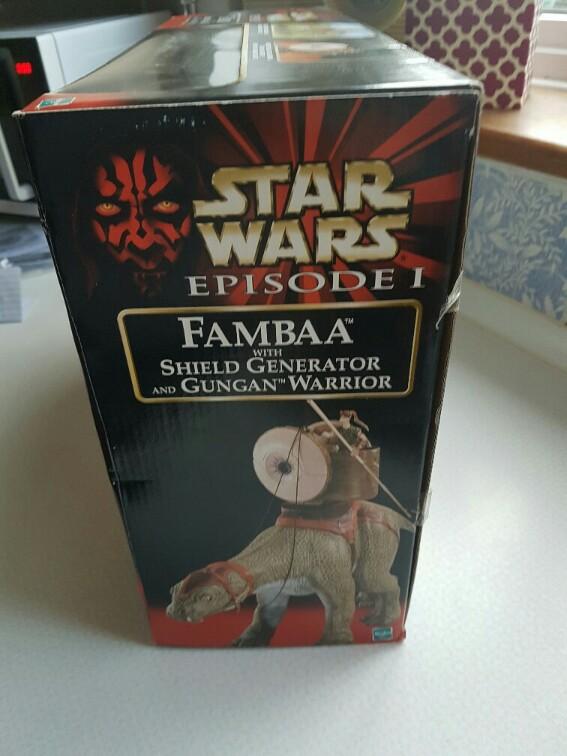 STAR
WARS
EPISODE I
FAMBAA™
WITH
SHIELD GENERATOR
AND GUNGAN™ WARRIOR